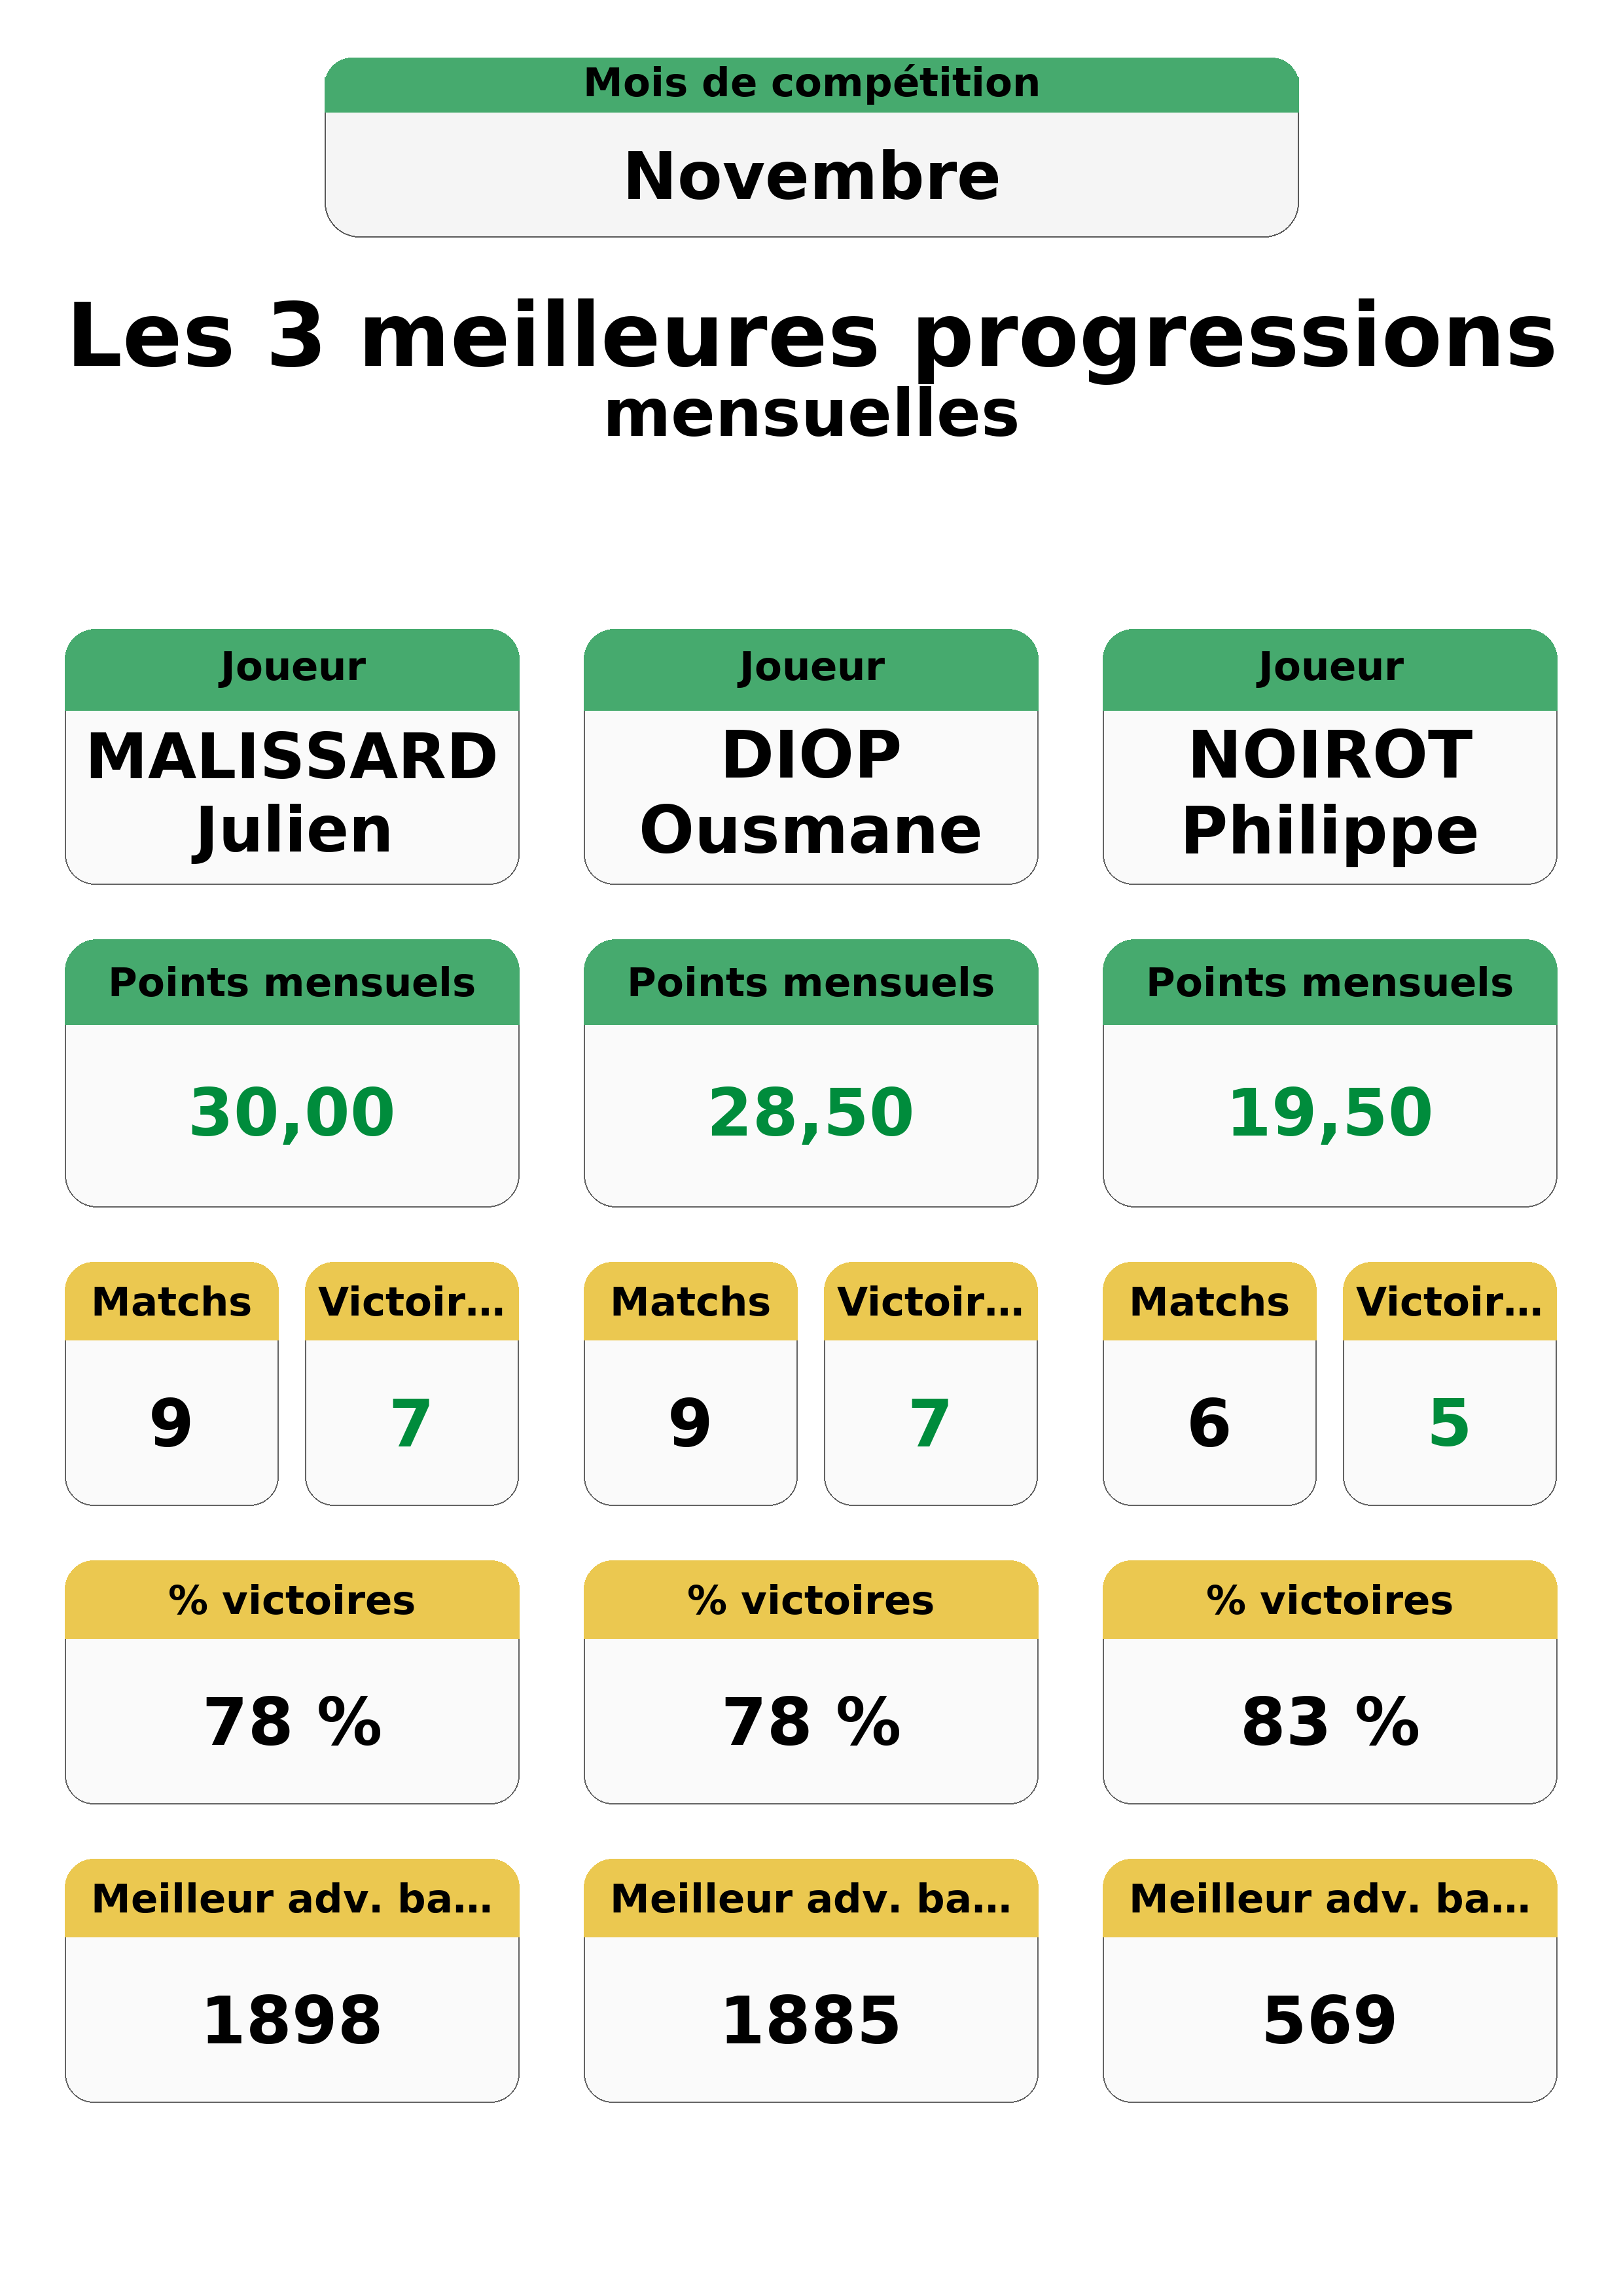 Mois de compétition
Novembre
Les 3 meilleures progressions
mensuelles
Joueur
MALISSARD
Julien
Joueur
DIOP
Ousmane
Joueur
NOIROT
Philippe
Points mensuels
30,00
Points mensuels
28,50
Points mensuels
19,50
Matchs
9
Victoir...
7
Matchs
9
Victoir...
7
Matchs
6
Victoir...
5
% victoires
78 %
% victoires
78 %
% victoires
83 %
Meilleur adv. ba...
1898
Meilleur adv. ba...
1885
Meilleur adv. ba...
569